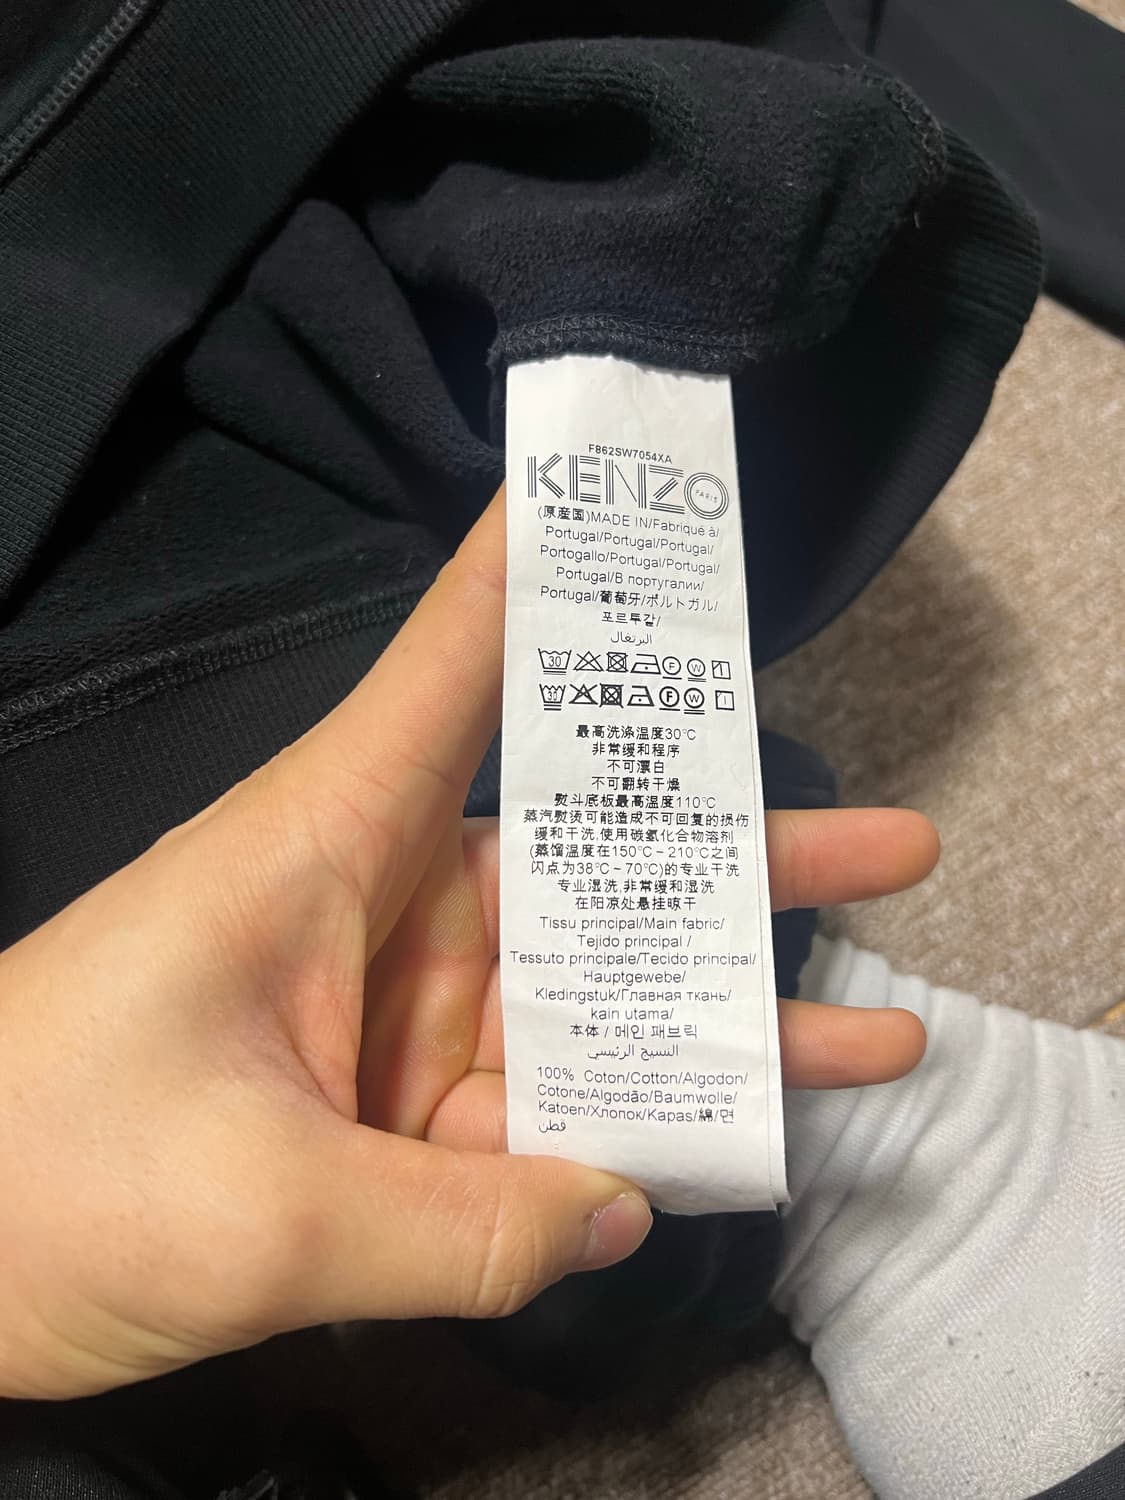 F862SW7054XA
KENZO
PARIS
(原産国)MADE IN/Fabriqué à/
Portugal/Portugal/Portugal/
Portogallo/Portugal/Portugal/
Portugal/В португалии/
Portugal/葡萄牙/ポルトガル/
포르투갈/
البرتغال
30 F W
30 F W
最高洗涤温度30℃
非常缓和程序
不可漂白
不可翻转干燥
熨斗底板最高温度110℃
蒸汽熨烫可能造成不可回复的损伤
缓和干洗,使用碳氢化合物溶剂
(蒸馏温度在150℃~210℃之间
闪点为38℃~70℃)的专业干洗
专业湿洗,非常缓和湿洗
在阳凉处悬挂晾干
Tissu principal/Main fabric/
Tejido principal /
Tessuto principale/Tecido principal/
Hauptgewebe/
Kledingstuk/Главная ткань/
kain utama/
本体 / 메인 패브릭
النسيج الرئيسي
100% Coton/Cotton/Algodon/
Cotone/Algodão/Baumwolle/
Katoen/Хлопок/Kapas/綿/면
قطن